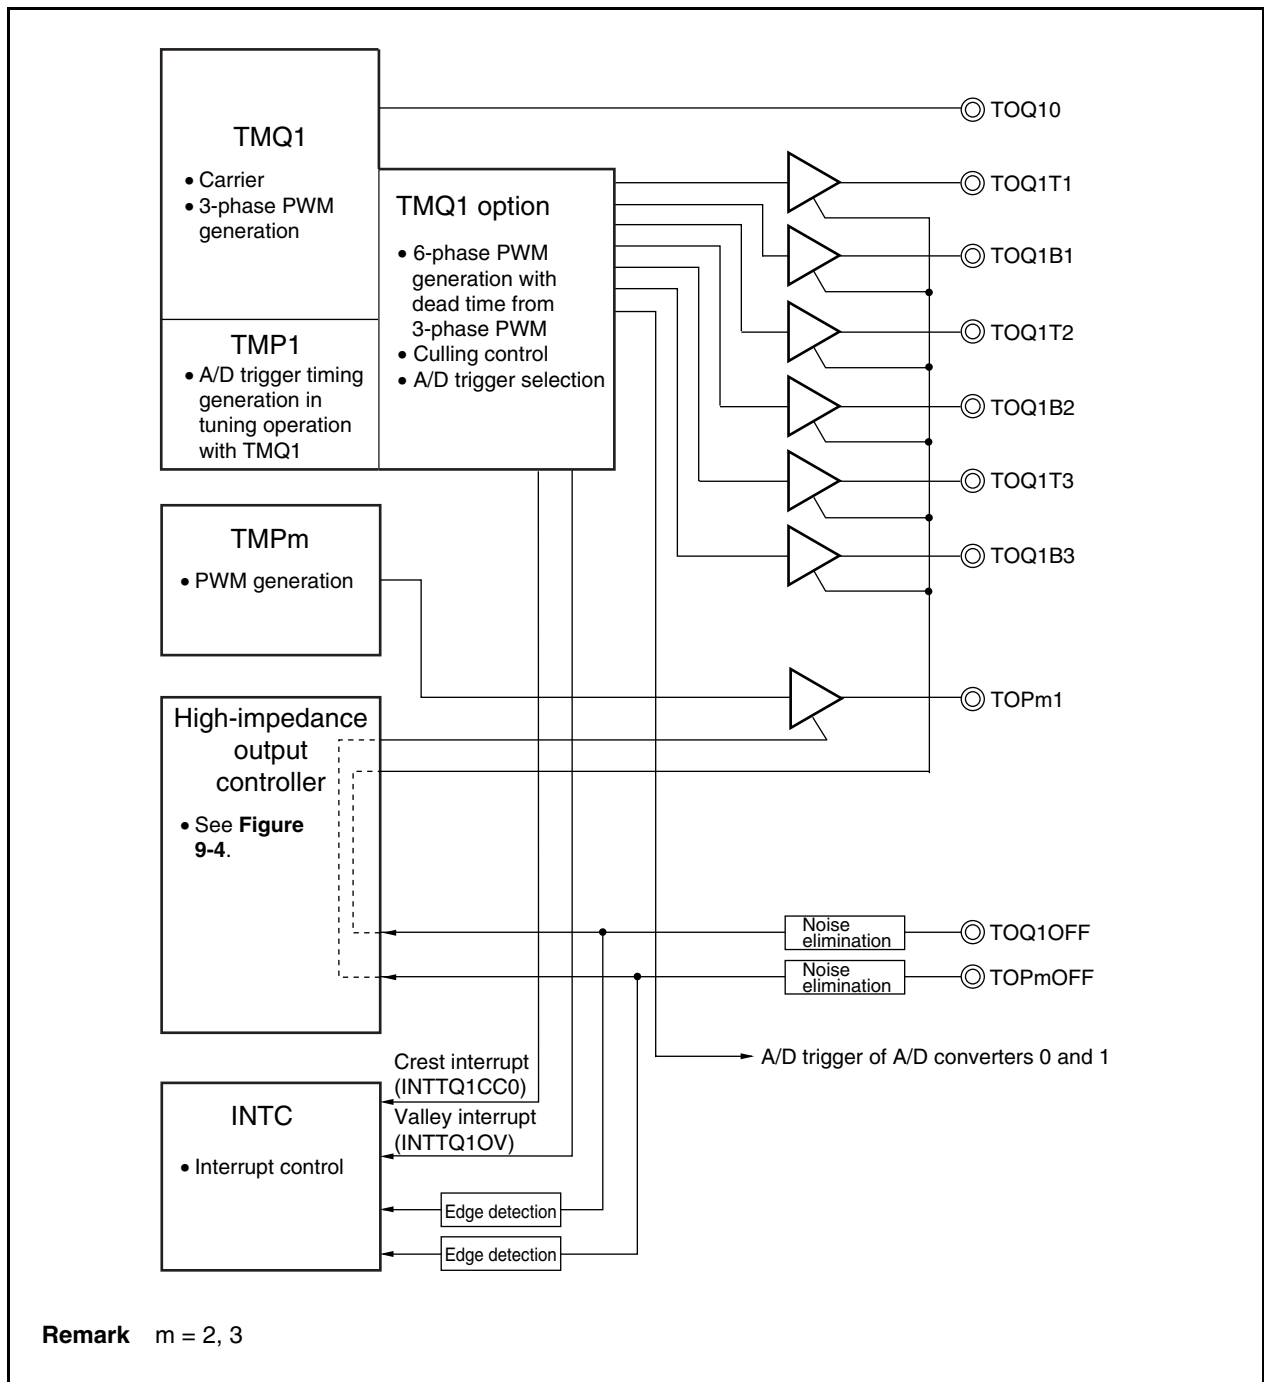 TMQ1
• Carrier
• 3-phase PWM
generation
TMP1
• A/D trigger timing
generation in
tuning operation
with TMQ1
TMQ1 option
• 6-phase PWM
generation with
dead time from
3-phase PWM
• Culling control
• A/D trigger selection
TOQ10
TOQ1T1
TOQ1B1
TOQ1T2
TOQ1B2
TOQ1T3
TOQ1B3
TMPm
• PWM generation
TOPm1
High-impedance
output
controller
• See Figure
9-4.
Noise
elimination
TOQ1OFF
Noise
elimination
TOPmOFF
A/D trigger of A/D converters 0 and 1
Crest interrupt
(INTTQ1CC0)
Valley interrupt
(INTTQ1OV)
INTC
• Interrupt control
Edge detection
Edge detection
Remark m = 2, 3